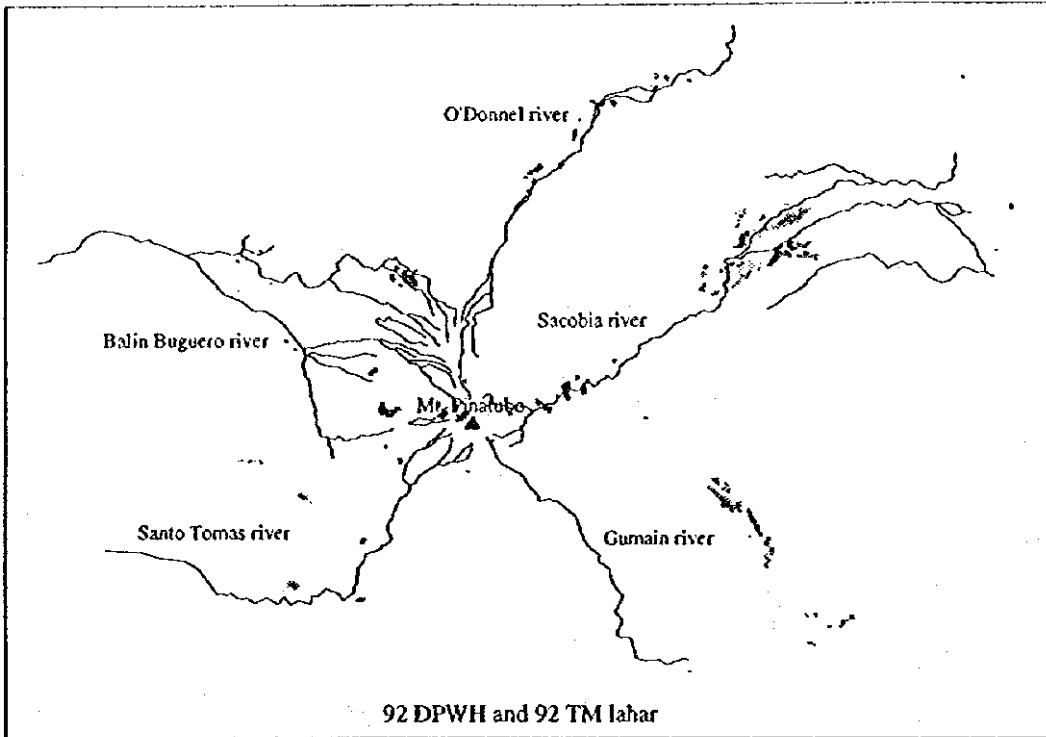 O'Donnel river
Sacobia river
Balin Buguero river
Mt. Pinatubo
Santo Tomas river
Gumain river
92 DPWH and 92 TM lahar